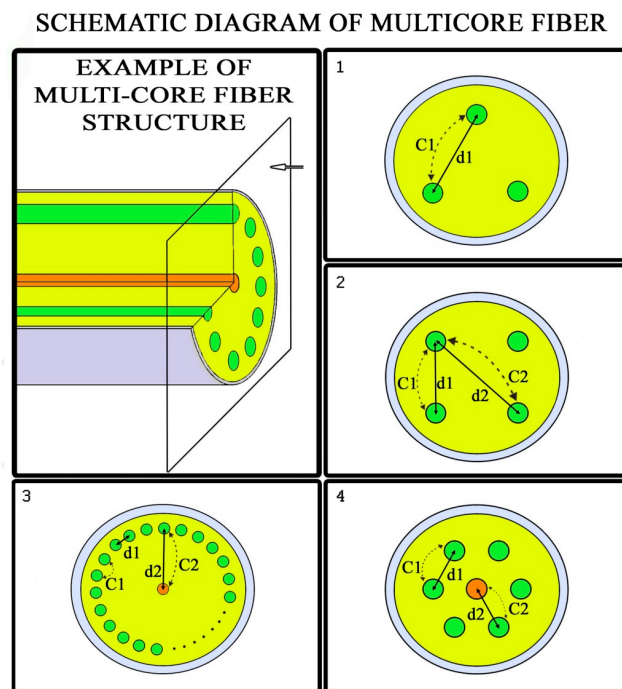 SCHEMATIC DIAGRAM OF MULTICORE FIBER
EXAMPLE OF
MULTI-CORE FIBER
STRUCTURE
1
C1
d1
2
C1
d1
d2
C2
3
d1
C1
d2
C2
4
C1
d1
d2
C2